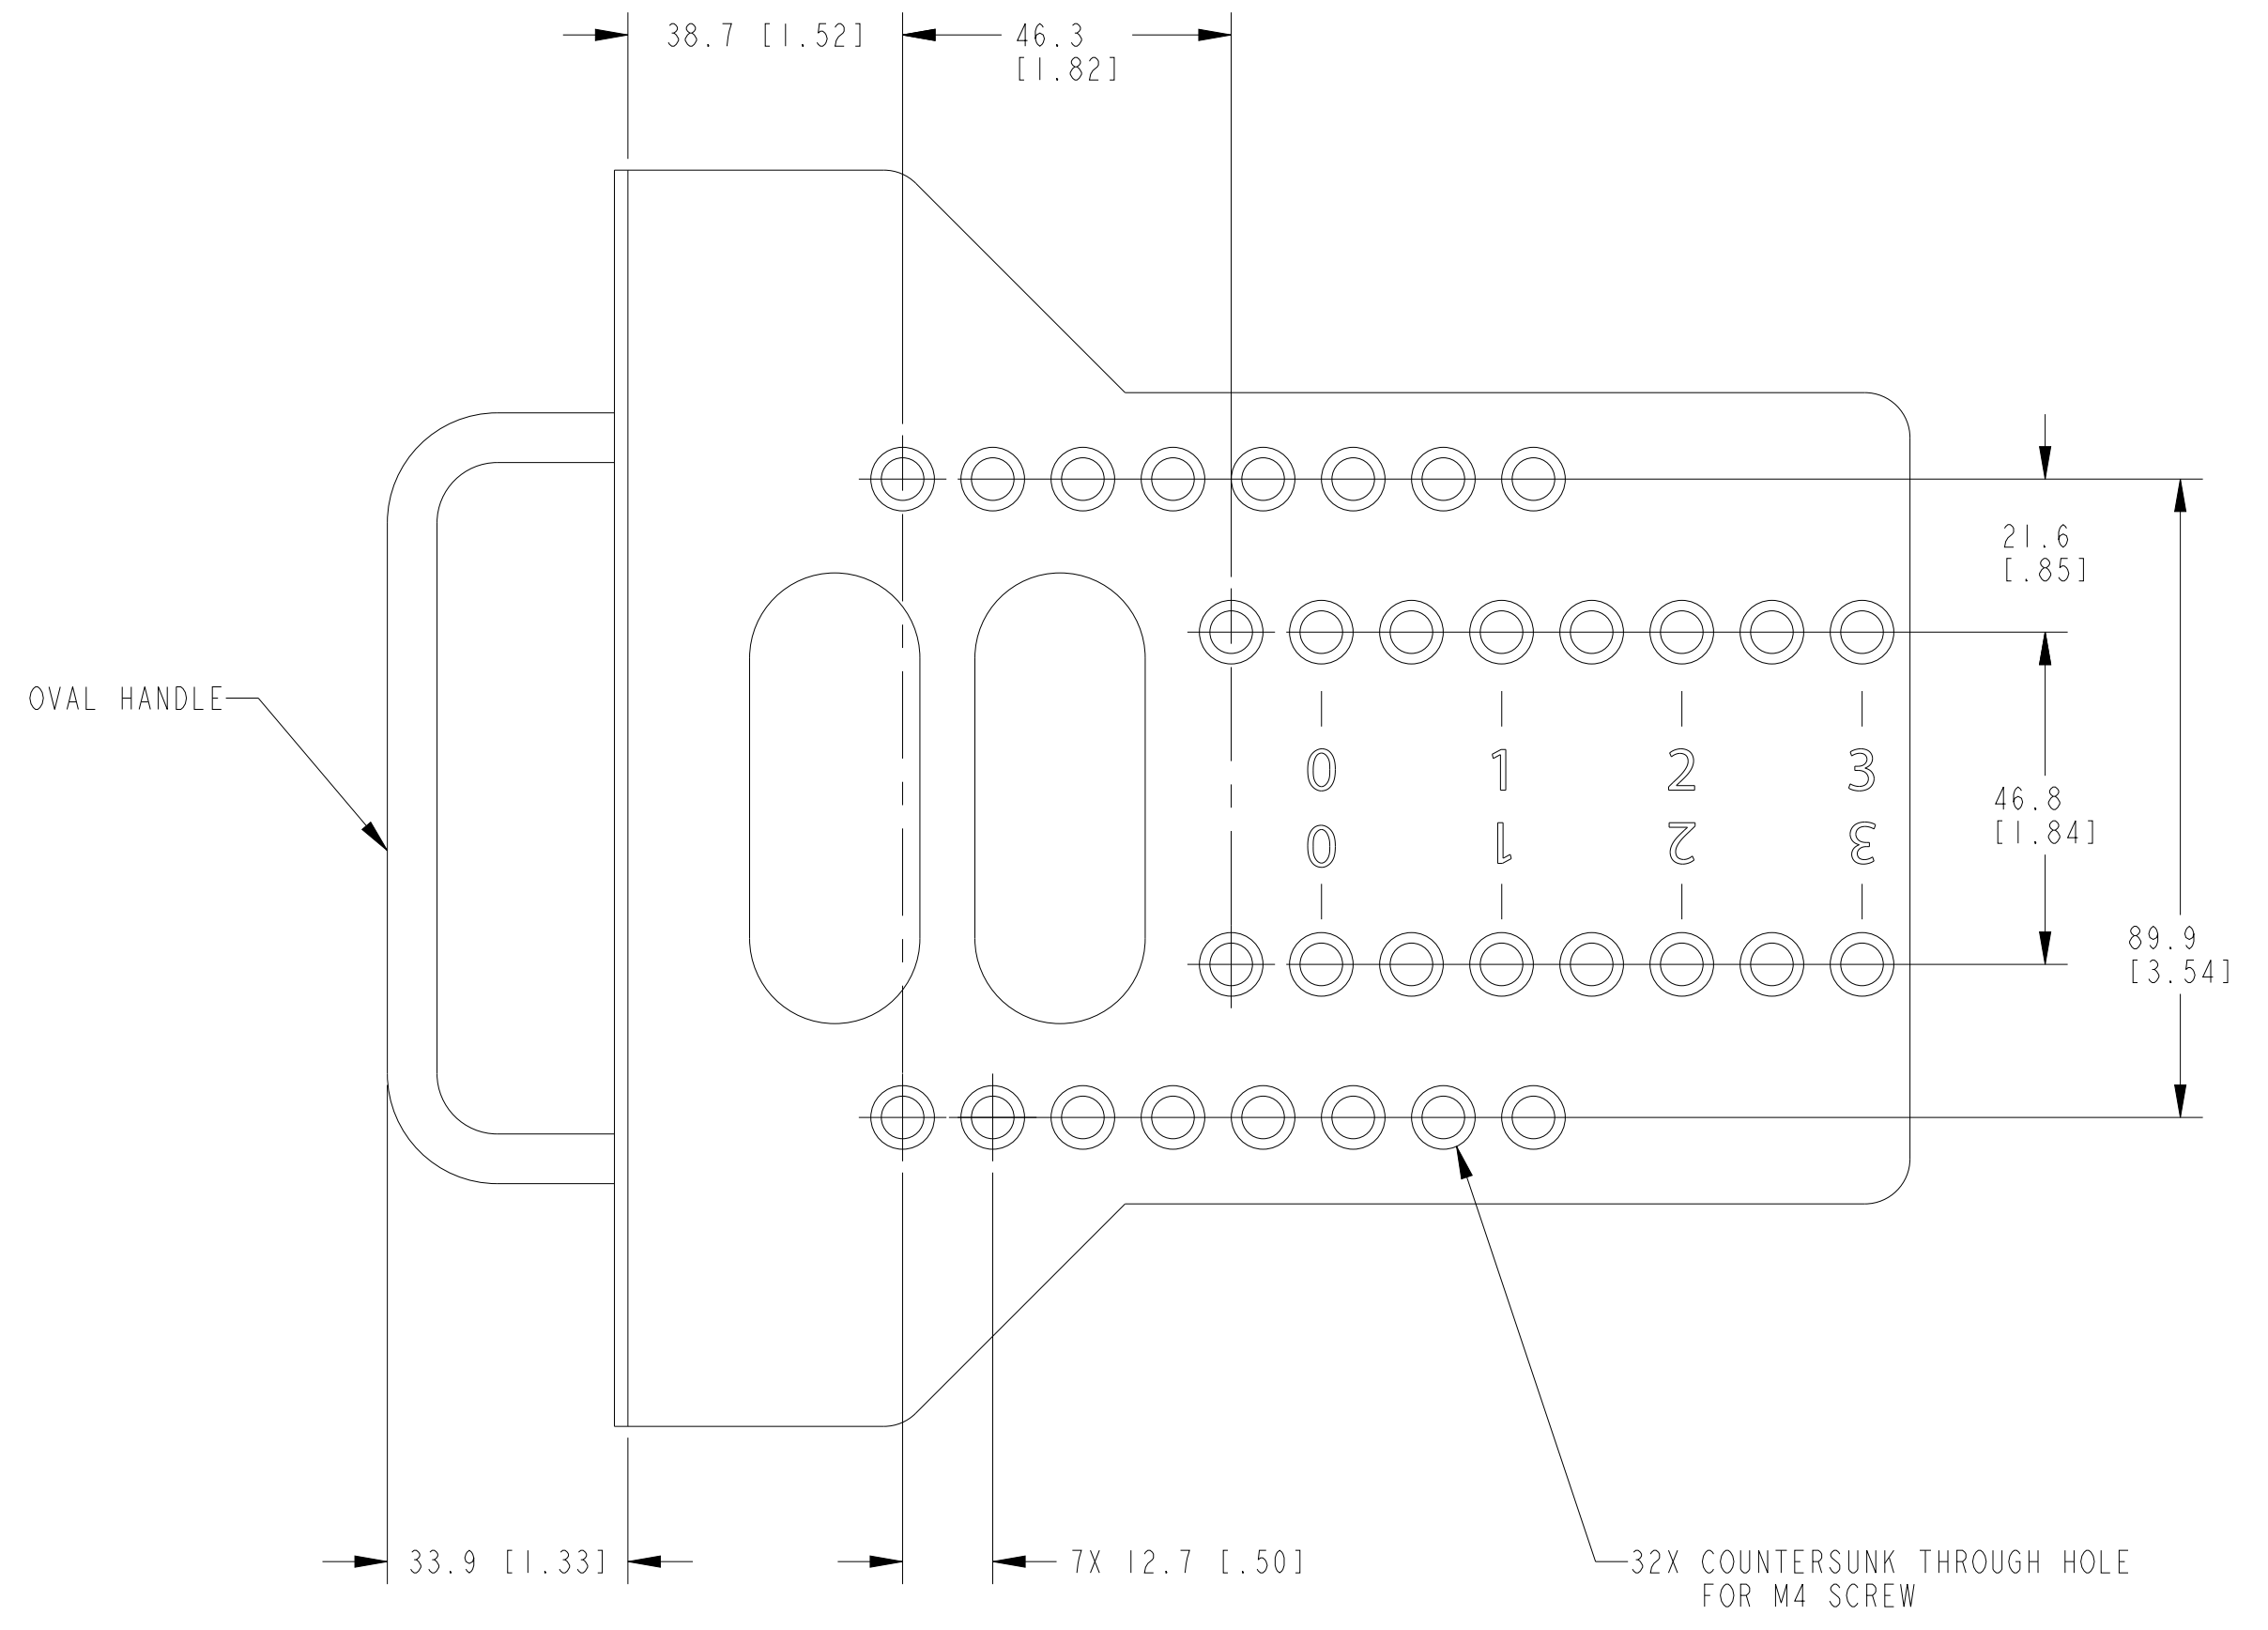 38.7 [1.52]
46.3
[1.82]
21.6
[.85]
OVAL HANDLE
0 1 2 3
0 1 2 3
46.8
[1.84]
89.9
[3.54]
33.9 [1.33]
7X 12.7 [.50]
32X COUNTERSUNK THROUGH HOLE
FOR M4 SCREW